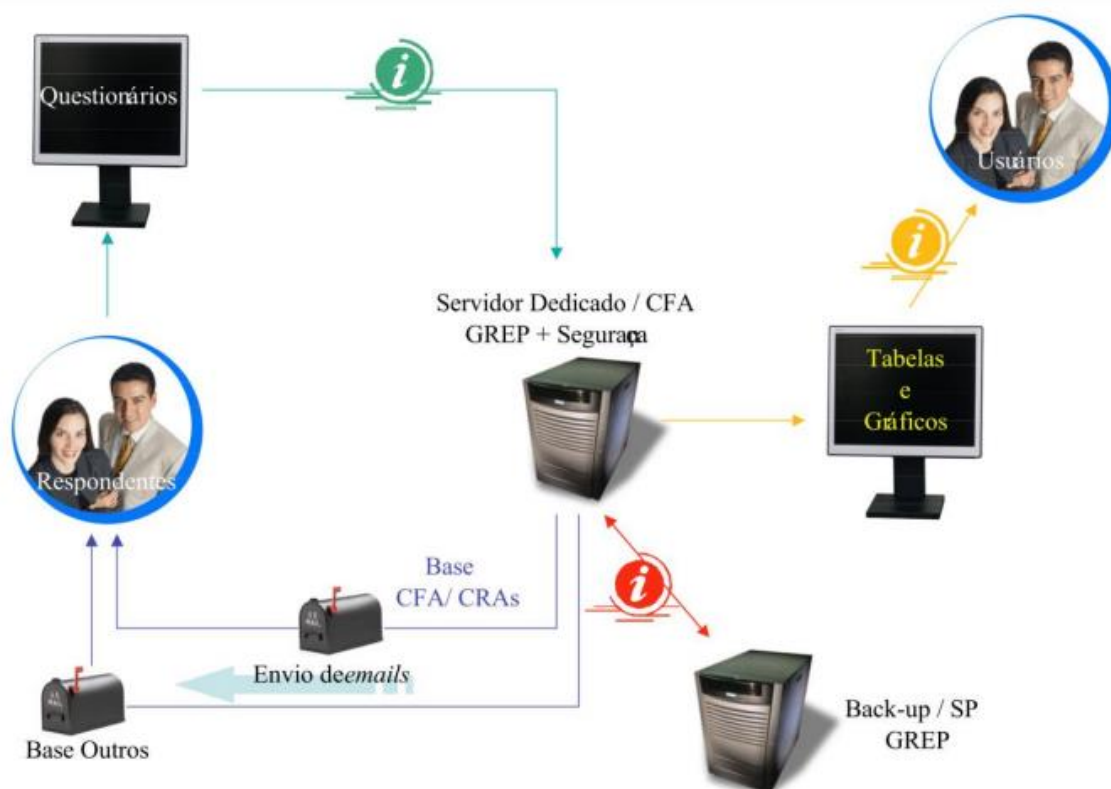 Questionários
Usuários
Servidor Dedicado / CFA
GREP + Segurança
Tabelas
e
Gráficos
Respondentes
Base
CFA/ CRAs
Envio deemails
Base Outros
Back-up / SP
GREP